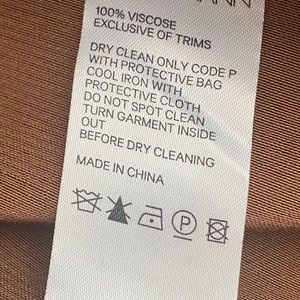 100% VISCOSE
EXCLUSIVE OF TRIMS
DRY CLEAN ONLY CODE P
WITH PROTECTIVE BAG
COOL IRON WITH
PROTECTIVE CLOTH
DO NOT SPOT CLEAN
TURN GARMENT INSIDE
OUT
BEFORE DRY CLEANING
MADE IN CHINA
P